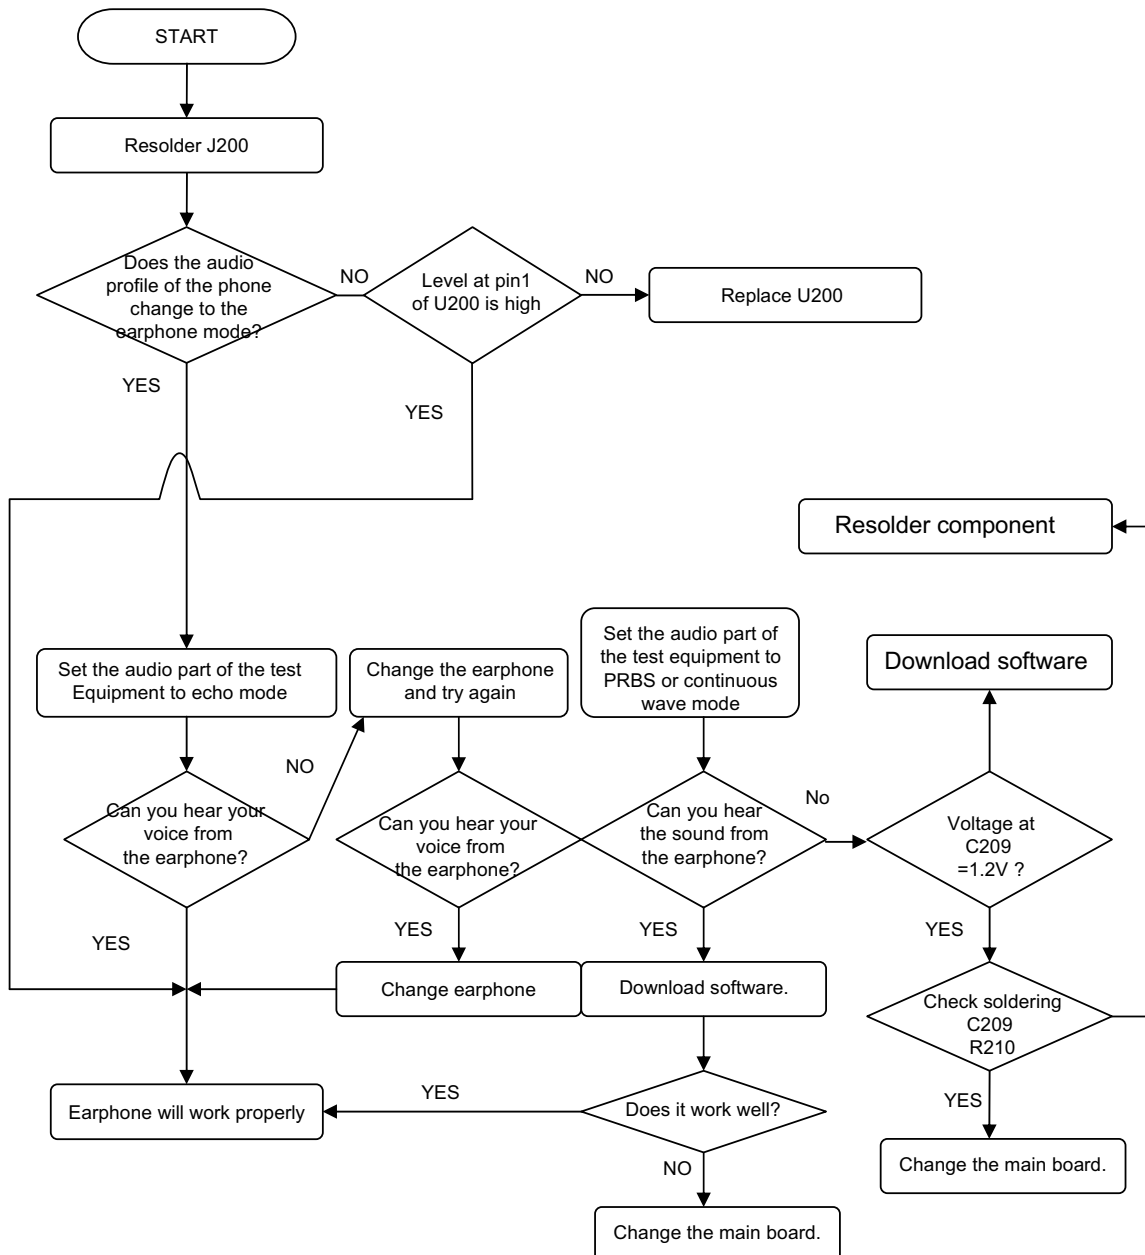 START
Resolder J200
Does the audio
profile of the phone
change to the
earphone mode?
NO
Level at pin1
of U200 is high
NO
Replace U200
YES
YES
Resolder component
Set the audio part of the test
Equipment to echo mode
Change the earphone
and try again
Set the audio part of
the test equipment to
PRBS or continuous
wave mode
Download software
NO
No
Can you hear your
voice from
the earphone?
Can you hear your
voice from
the earphone?
Can you hear
the sound from
the earphone?
Voltage at
C209
=1.2V ?
YES
YES
YES
YES
Change earphone
Download software.
Check soldering
C209
R210
Earphone will work properly
YES
Does it work well?
YES
NO
Change the main board.
Change the main board.